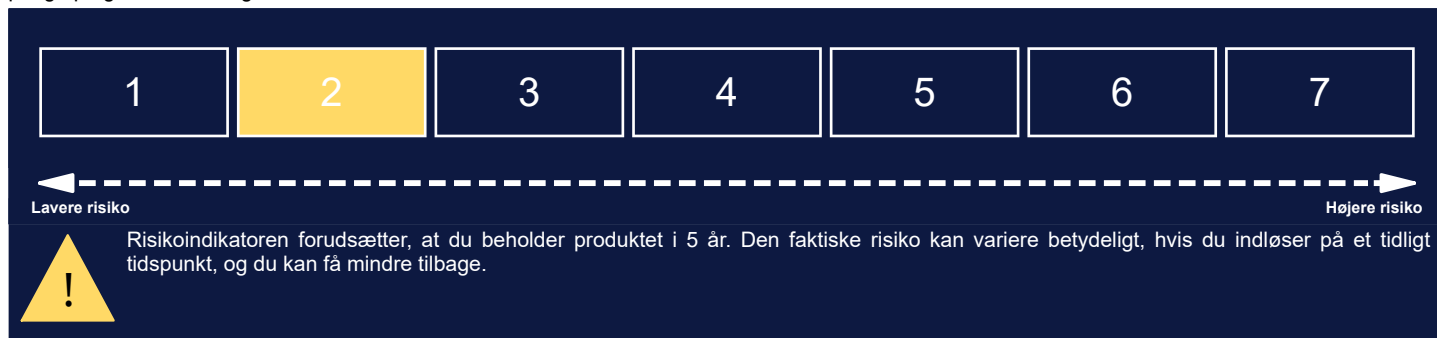 1 2 3 4 5 6 7
Lavere risiko Højere risiko
Risikoindikatoren forudsætter, at du beholder produktet i 5 år. Den faktiske risiko kan variere betydeligt, hvis du indløser på et tidligt
tidspunkt, og du kan få mindre tilbage.
!